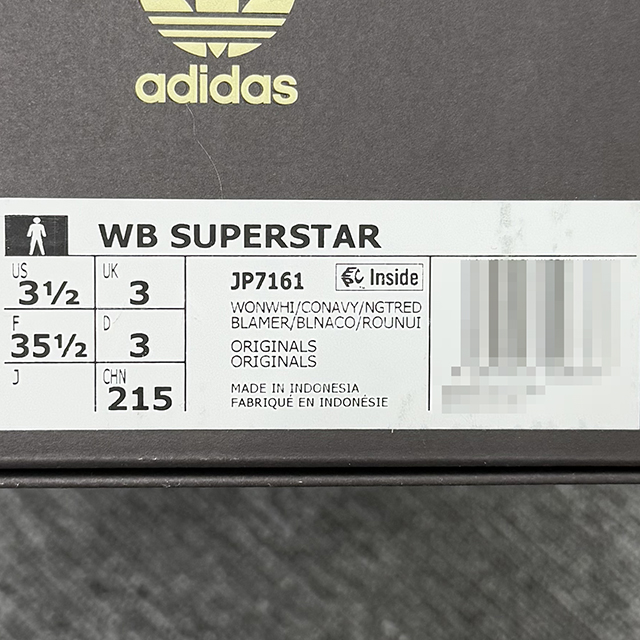 adidas
WB SUPERSTAR
US
3½
UK
3
F
35½
D
3
J
CHN
215
JP7161
EC Inside
WONWHI/CONAVY/NGTRED
BLAMER/BLNACO/ROUNUI
ORIGINALS
ORIGINALS
MADE IN INDONESIA
FABRIQUÉ EN INDONÉSIE